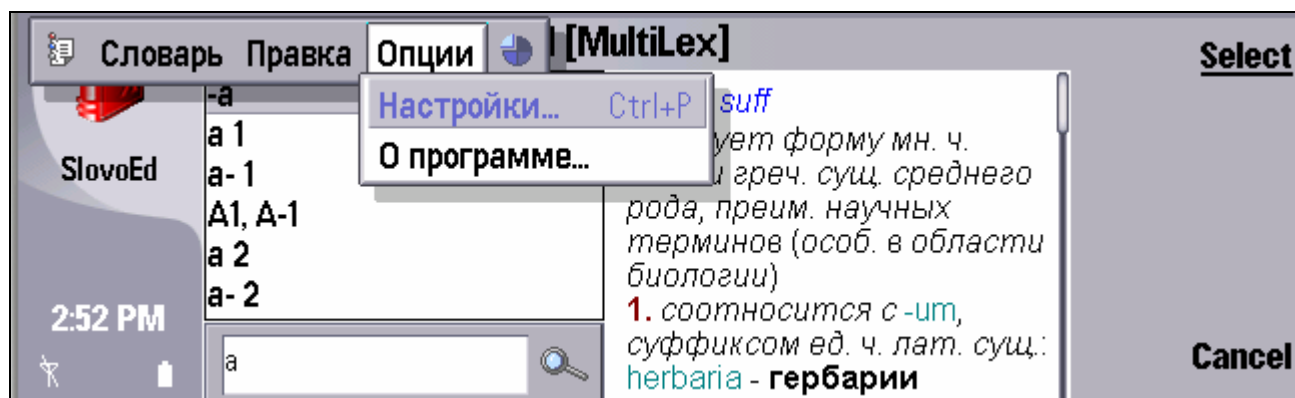 Словарь Правка Опции [MultiLex]
Select
Настройки... Ctrl+P
О программе...
SlovoEd
-a
a 1
a- 1
A1, A-1
a 2
a- 2
a
suff
форму мн. ч.
греч. сущ. среднего
рода, преим. научных
терминов (особ. в области
биологии)
1. соотносится с -um,
суффиксом ед. ч. лат. сущ.:
herbaria - гербарии
2:52 PM
Cancel